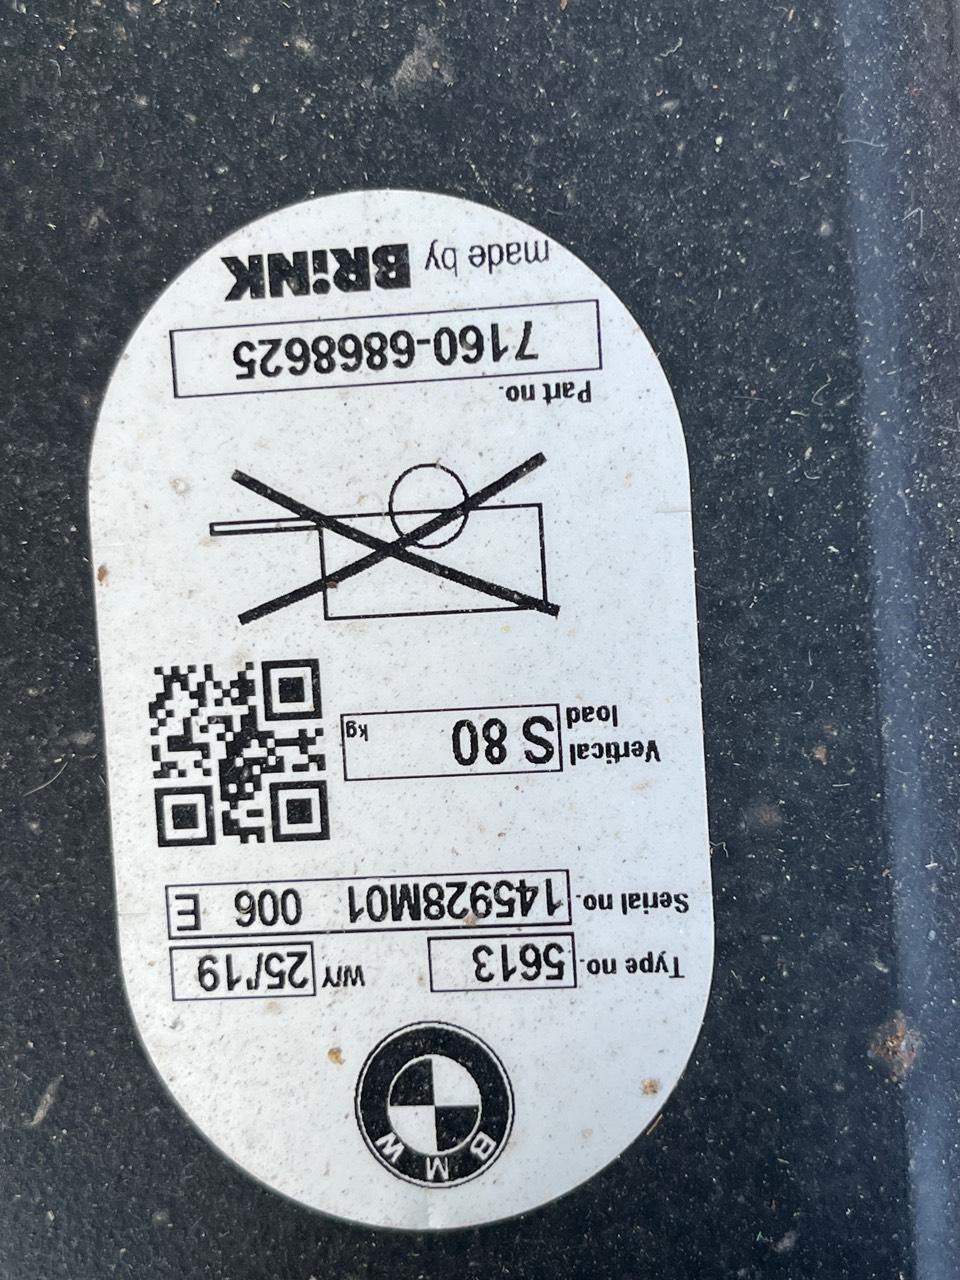 BMW
Type no. 5613 W/Y 25/19
Serial no. 145928M01 006 E
Vertical load S 80 kg
Part no.
7160-6868625
made by BRiNK